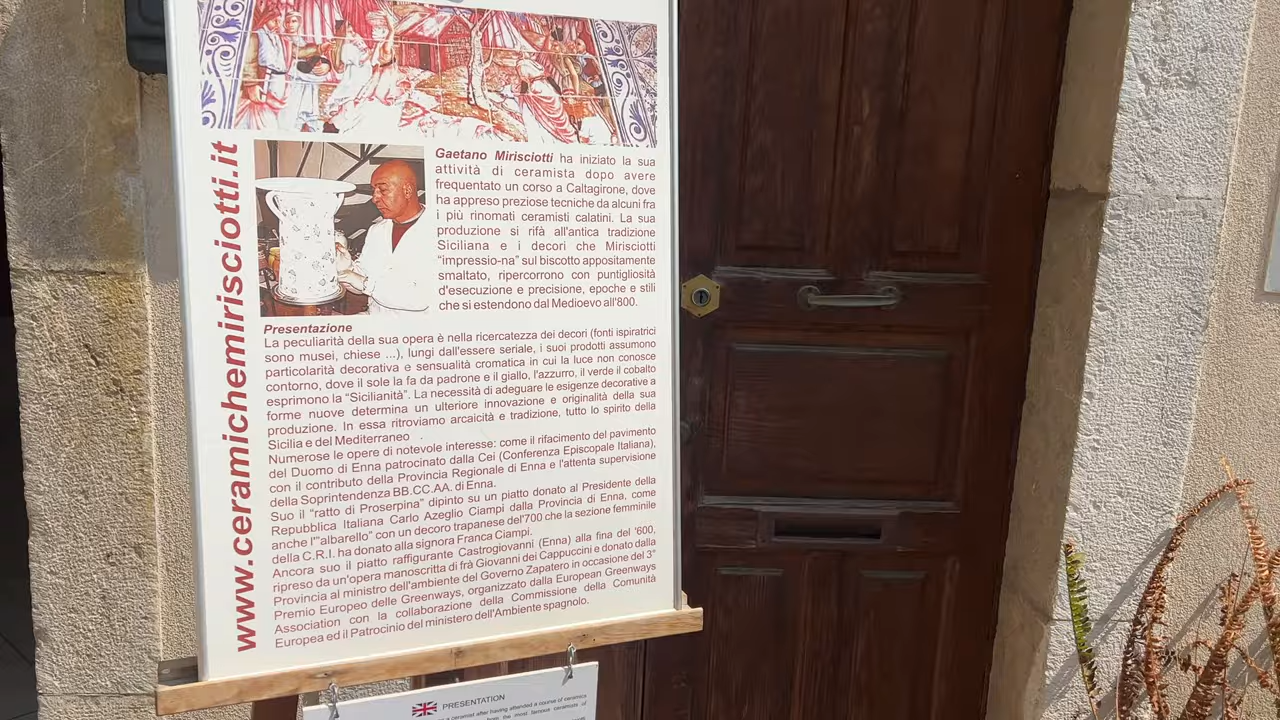 www.ceramichemirisciotti.it
Gaetano Mirisciotti ha iniziato la sua
attività di ceramista dopo avere
frequentato un corso a Caltagirone, dove
ha appreso preziose tecniche da alcuni fra
i più rinomati ceramisti calatini. La sua
produzione si rifà all'antica tradizione
Siciliana e i decori che Mirisciotti
“impressio-na” sul biscotto appositamente
smaltato, ripercorrono con puntigliosità
d'esecuzione e precisione, epoche e stili
che si estendono dal Medioevo all'800.
Presentazione
La peculiarità della sua opera è nella ricercatezza dei decori (fonti ispiratrici
sono musei, chiese ...), lungi dall'essere seriale, i suoi prodotti assumono
particolarità decorativa e sensualità cromatica in cui la luce non conosce
contorno, dove il sole la fa da padrone e il giallo, l'azzurro, il verde il cobalto
esprimono la “Sicilianità”. La necessità di adeguare le esigenze decorative a
forme nuove determina un ulteriore innovazione e originalità della sua
produzione. In essa ritroviamo arcaicità e tradizione, tutto lo spirito della
Sicilia e del Mediterraneo .
Numerose le opere di notevole interesse: come il rifacimento del pavimento
del Duomo di Enna patrocinato dalla Cei (Conferenza Episcopale Italiana),
con il contributo della Provincia Regionale di Enna e l'attenta supervisione
della Soprintendenza BB.CC.AA. di Enna.
Suo il “ratto di Proserpina” dipinto su un piatto donato al Presidente della
Repubblica Italiana Carlo Azeglio Ciampi dalla Provincia di Enna, come
anche l'"albarello” con un decoro trapanese del'700 che la sezione femminile
della C.R.I. ha donato alla signora Franca Ciampi.
Ancora suo il piatto raffigurante Castrogiovanni (Enna) alla fina del '600,
ripreso da un'opera manoscritta di frà Giovanni dei Cappuccini e donato dalla
Provincia al ministro dell'ambiente del Governo Zapatero in occasione del 3°
Premio Europeo delle Greenways, organizzato dalla European Greenways
Association con la collaborazione della Commissione della Comunità
Europea ed il Patrocinio del ministero dell'Ambiente spagnolo.
PRESENTATION
a ceramist after having attended a course of ceramics
the most famous ceramists of